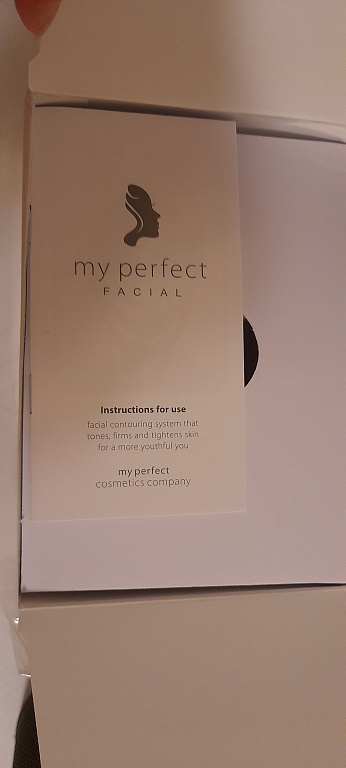 my perfect
FACIAL
Instructions for use
facial contouring system that
tones, firms and tightens skin
for a more youthful you
my perfect
cosmetics company